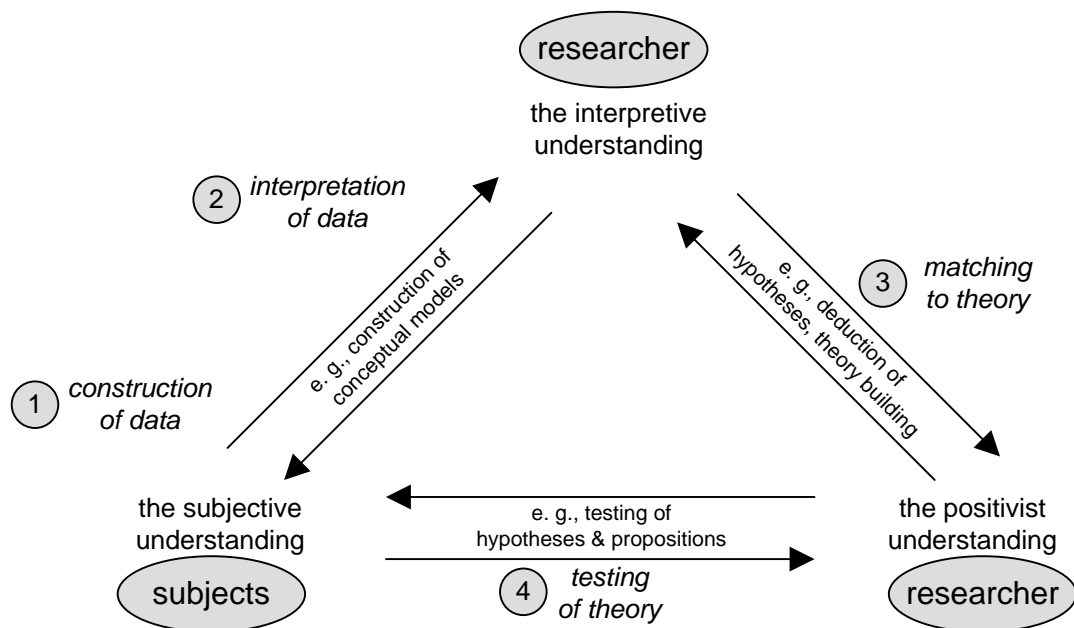 researcher
the interpretive
understanding
2
interpretation
of data
e. g., construction of
conceptual models
e. g., deduction of
hypotheses, theory building
3
matching
to theory
1
construction
of data
the subjective
understanding
subjects
e. g., testing of
hypotheses & propositions
4
testing
of theory
the positivist
understanding
researcher